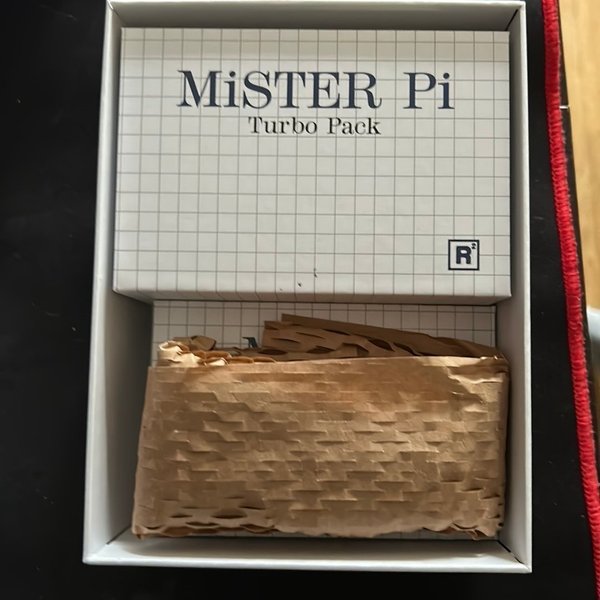 MiSTER Pi
Turbo Pack
R²